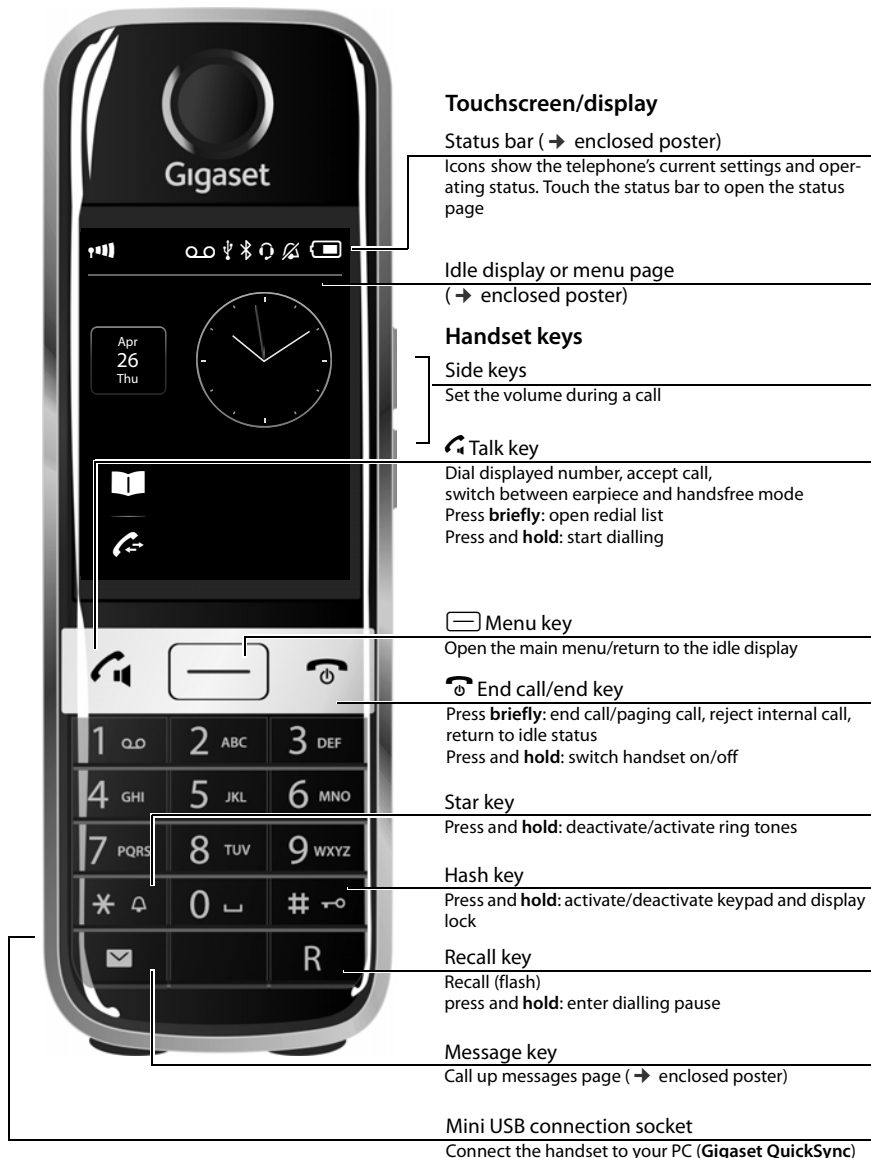 Gigaset
Apr
26
Thu
1
2 ABC
3 DEF
4 GHI
5 JKL
6 MNO
7 PQRS
8 TUV
9 WXYZ
* 
0
#
R
Touchscreen/display
Status bar ( ➔ enclosed poster)
Icons show the telephone's current settings and oper-
ating status. Touch the status bar to open the status
page
Idle display or menu page
( ➔ enclosed poster)
Handset keys
Side keys
Set the volume during a call
Talk key
Dial displayed number, accept call,
switch between earpiece and handsfree mode
Press briefly: open redial list
Press and hold: start dialling
Menu key
Open the main menu/return to the idle display
End call/end key
Press briefly: end call/paging call, reject internal call,
return to idle status
Press and hold: switch handset on/off
Star key
Press and hold: deactivate/activate ring tones
Hash key
Press and hold: activate/deactivate keypad and display
lock
Recall key
Recall (flash)
press and hold: enter dialling pause
Message key
Call up messages page ( ➔ enclosed poster)
Mini USB connection socket
Connect the handset to your PC (Gigaset QuickSync)